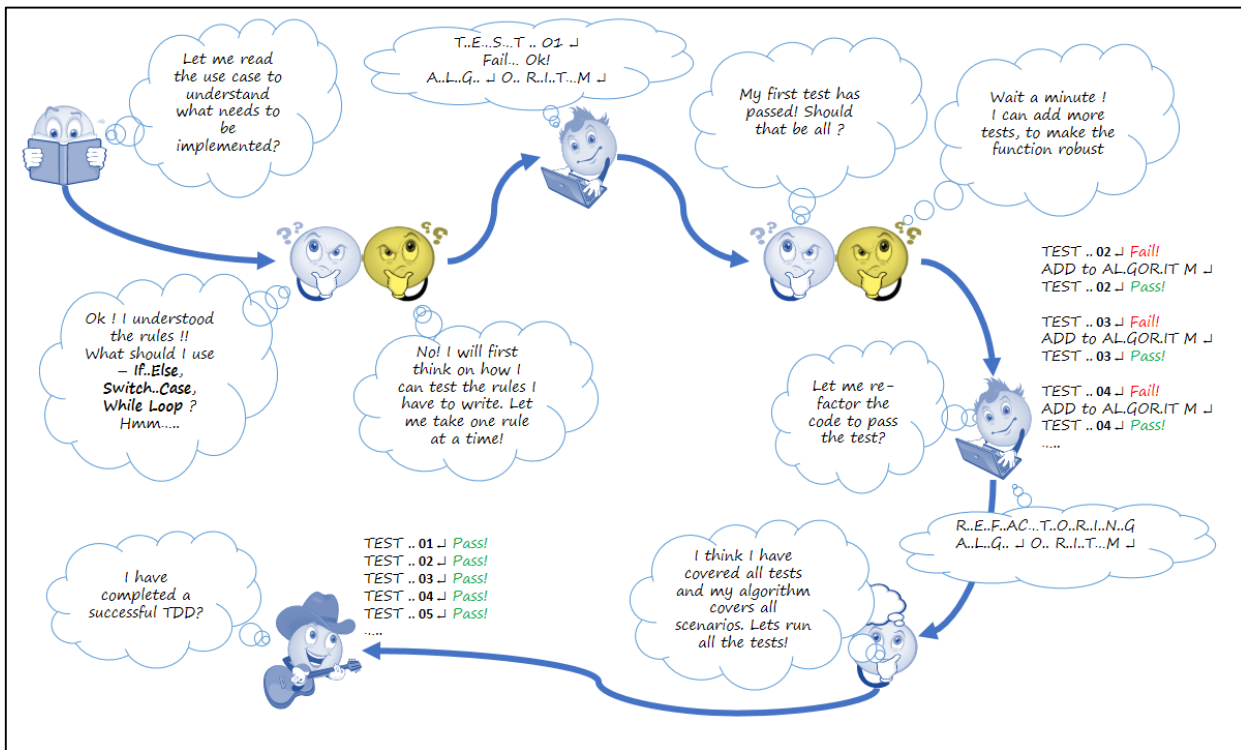 Let me read
the use case to
understand
what needs to
be
implemented?
T..E...S...T .. 01 ↲
Fail... Ok!
A..L..G.. ↲ O.. R..I..T...M ↲
My first test has
passed! Should
that be all ?
Wait a minute !
I can add more
tests, to make the
function robust
Ok ! I understood
the rules !!
What should I use
– If..Else,
Switch..Case,
While Loop ?
Hmm.....
No! I will first
think on how I
can test the rules I
have to write. Let
me take one rule
at a time!
TEST .. 02 ↲ Fail!
ADD to AL.GOR.IT M ↲
TEST .. 02 ↲ Pass!
TEST .. 03 ↲ Fail!
ADD to AL.GOR.IT M ↲
TEST .. 03 ↲ Pass!
TEST .. 04 ↲ Fail!
ADD to AL.GOR.IT M ↲
TEST .. 04 ↲ Pass!
.....
Let me re-
factor the
code to pass
the test?
R..E..F..AC...T..O..R..I..N..G
A..L..G.. ↲ O.. R..I..T...M ↲
I think I have
covered all tests
and my algorithm
covers all
scenarios. Lets run
all the tests!
TEST .. 01 ↲ Pass!
TEST .. 02 ↲ Pass!
TEST .. 03 ↲ Pass!
TEST .. 04 ↲ Pass!
TEST .. 05 ↲ Pass!
.....
I have
completed a
successful TDD?